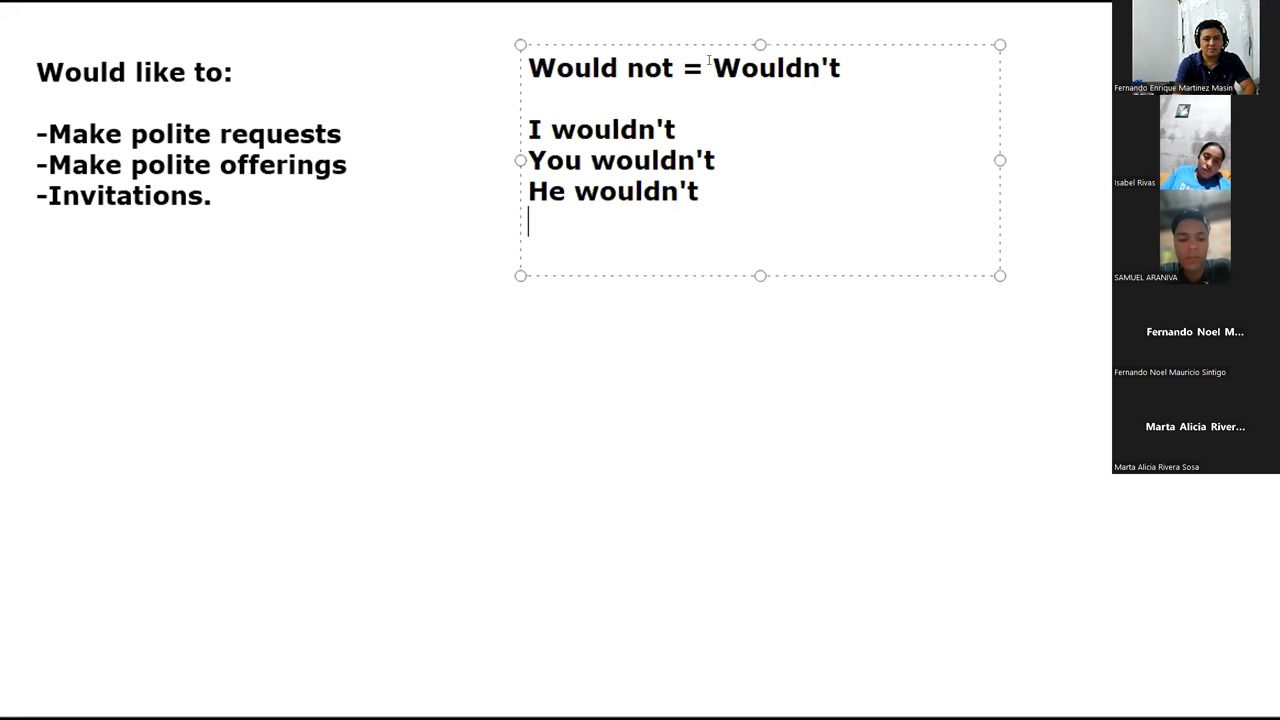 Would like to:
-Make polite requests
-Make polite offerings
-Invitations.
Would not = Wouldn't
I wouldn't
You wouldn't
He wouldn't
Fernando Enrique Martinez Masin
Isabel Rivas
SAMUEL ARANIVA
Fernando Noel M...
Fernando Noel Mauricio Sintigo
Marta Alicia River...
Marta Alicia Rivera Sosa